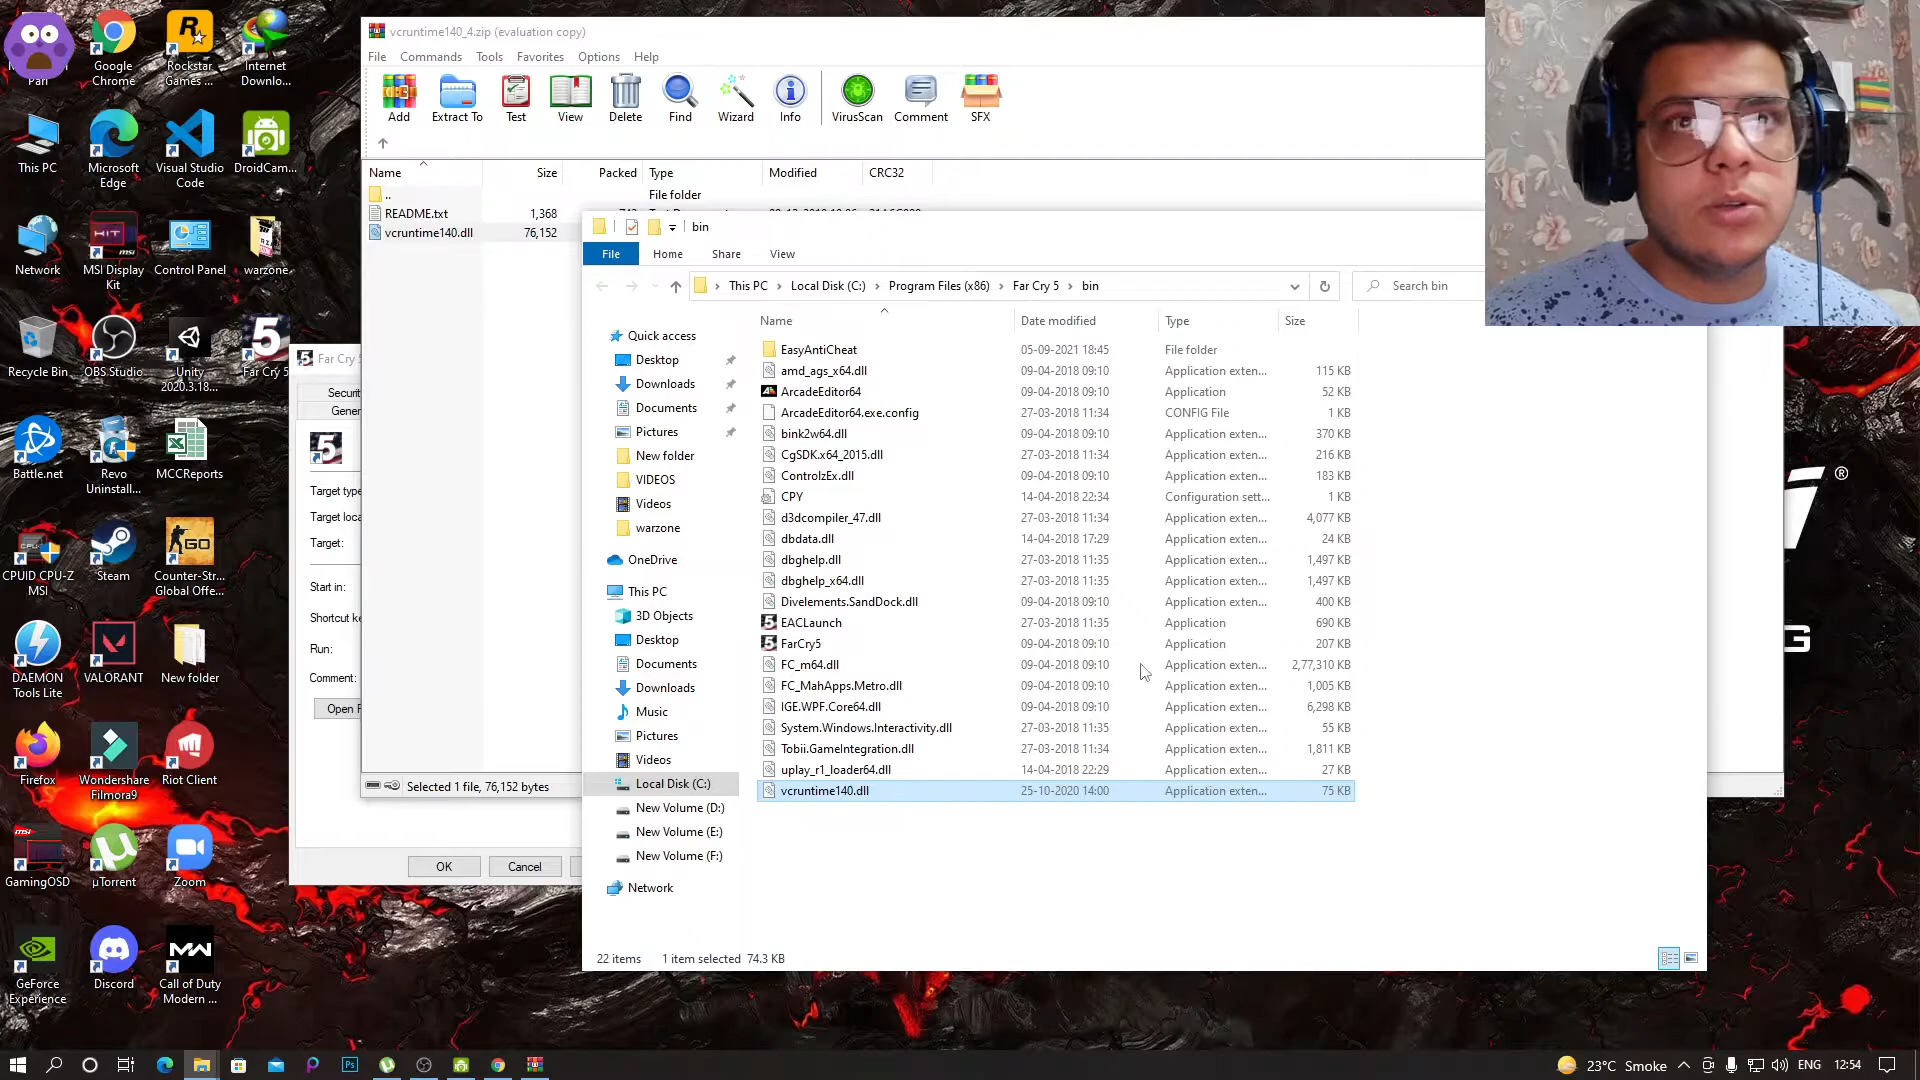 Pari
Google Chrome
Rockstar Games ...
Internet Downlo...
This PC
Microsoft Edge
Visual Studio Code
DroidCam...
Network
MSI Display Kit
Control Panel
warzone
Recycle Bin
OBS Studio
Unity 2020.3.18...
Far Cry 5
Battle.net
Revo Uninstall...
MCCReports
CPUID CPU-Z MSI
Steam
Counter-Str... Global Offe...
DAEMON Tools Lite
VALORANT
New folder
Firefox
Wondershare Filmora9
Riot Client
GamingOSD
µTorrent
Zoom
GeForce Experience
Discord
Call of Duty Modern ...
vcruntime140_4.zip (evaluation copy)
File Commands Tools Favorites Options Help
Add Extract To Test View Delete Find Wizard Info VirusScan Comment SFX
Name Size Packed Type Modified CRC32
.. File folder
README.txt 1,368
vcruntime140.dll 76,152
Selected 1 file, 76,152 bytes
Far Cry 5
Securit
Gener
Target type
Target loca
Target:
Start in:
Shortcut ke
Run:
Comment:
Open F
OK Cancel
bin
File Home Share View
This PC > Local Disk (C:) > Program Files (x86) > Far Cry 5 > bin
Search bin
Quick access
Desktop
Downloads
Documents
Pictures
New folder
VIDEOS
Videos
warzone
OneDrive
This PC
3D Objects
Desktop
Documents
Downloads
Music
Pictures
Videos
Local Disk (C:)
New Volume (D:)
New Volume (E:)
New Volume (F:)
Network
Name Date modified Type Size
EasyAntiCheat 05-09-2021 18:45 File folder
amd_ags_x64.dll 09-04-2018 09:10 Application exten... 115 KB
ArcadeEditor64 09-04-2018 09:10 Application 52 KB
ArcadeEditor64.exe.config 27-03-2018 11:34 CONFIG File 1 KB
bink2w64.dll 09-04-2018 09:10 Application exten... 370 KB
CgSDK.x64_2015.dll 27-03-2018 11:34 Application exten... 216 KB
ControlzEx.dll 09-04-2018 09:10 Application exten... 183 KB
CPY 14-04-2018 22:34 Configuration sett... 1 KB
d3dcompiler_47.dll 27-03-2018 11:34 Application exten... 4,077 KB
dbdata.dll 14-04-2018 17:29 Application exten... 24 KB
dbghelp.dll 27-03-2018 11:35 Application exten... 1,497 KB
dbghelp_x64.dll 27-03-2018 11:35 Application exten... 1,497 KB
Divelements.SandDock.dll 09-04-2018 09:10 Application exten... 400 KB
EACLaunch 27-03-2018 11:35 Application 690 KB
FarCry5 09-04-2018 09:10 Application 207 KB
FC_m64.dll 09-04-2018 09:10 Application exten... 2,77,310 KB
FC_MahApps.Metro.dll 09-04-2018 09:10 Application exten... 1,005 KB
IGE.WPF.Core64.dll 09-04-2018 09:10 Application exten... 6,298 KB
System.Windows.Interactivity.dll 27-03-2018 11:35 Application exten... 55 KB
Tobii.GameIntegration.dll 27-03-2018 11:34 Application exten... 1,811 KB
uplay_r1_loader64.dll 14-04-2018 22:29 Application exten... 27 KB
vcruntime140.dll 25-10-2020 14:00 Application exten... 75 KB
22 items 1 item selected 74.3 KB
®
G
23°C Smoke ENG 12:54